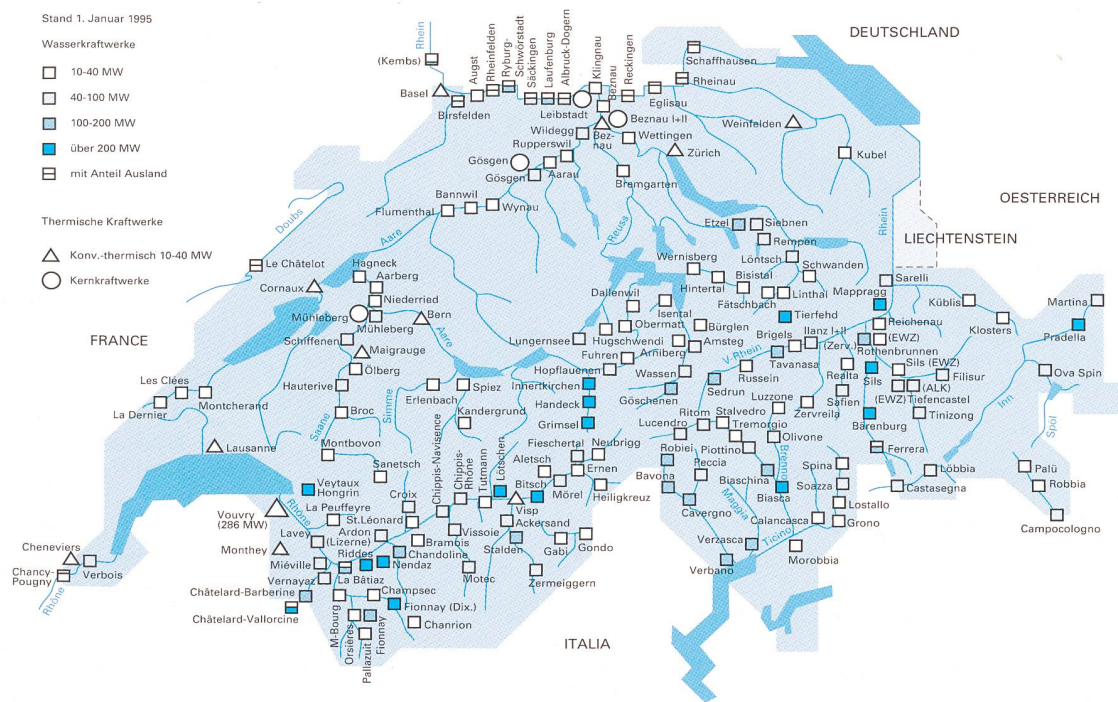 Stand 1. Januar 1995
Wasserkraftwerke
10-40 MW
40-100 MW
100-200 MW
über 200 MW
mit Anteil Ausland
Thermische Kraftwerke
Konv.-thermisch 10-40 MW
Kernkraftwerke
DEUTSCHLAND
OESTERREICH
LIECHTENSTEIN
FRANCE
ITALIA
Rhein
(Kembs)
Basel
Birsfelden
Augst
Rheinfelden
Ryburg-
Schwörstadt
Säckingen
Laufenburg
Albruck-Dogern
Klingnau
Beznau
Reckingen
Schaffhausen
Rheinau
Eglisau
Leibstadt
Beznau I+II
Wildegg
Bez-
nau
Wettingen
Weinfelden
Rupperswil
Zürich
Kubel
Gösgen
Gösgen
Aarau
Bremgarten
Bannwil
Flumenthal
Wynau
Doubs
Aare
Reuss
Etzel
Siebnen
Rempen
Rhein
Le Châtelot
Hagneck
Aarberg
Cornaux
Niederried
Mühleberg
Mühleberg
Bern
Aare
Wernisberg
Löntsch
Bisistal
Schwanden
Sarelli
Hintertal
Fätschbach
Linthal
Mappragg
Küblis
Martina
Dallenwil
Isental
Tierfehd
Klosters
Pradella
Schiffenen
Maigrauge
Lungernsee
Obermatt
Hugschwendi
Bürglen
Arniberg
Amsteg
V-Rhein
Brigels
Ilanz I+II
(Zerv.)
Reichenau
(EWZ)
Rothenbrunnen
Tavanasa
Ölberg
Hopflauenen
Fuhren
Wassen
Russein
Realta
Sils (EWZ)
Filisur
Ova Spin
Les Clées
Montcherand
La Dernier
Hauterive
Erlenbach
Spiez
Innertkirchen
Göschenen
Sedrun
Luzzone
Safien
Sils
(ALK)
(EWZ)
Tiefencastel
Inn
Spöl
Broc
Saane
Simme
Kandergrund
Handeck
Grimsel
Lucendro
Ritom
Stalvedro
Tremorgio
Zervreila
Bärenburg
Tinizong
Lausanne
Montbovon
Sanetsch
Chippis-Navisence
Chippis-
Rhône
Tutmann
Lötschen
Fieschertal
Neubrigg
Aletsch
Bitsch
Ernen
Mörel
Heiligkreuz
Robiei
Piottino
Olivone
Brenno
Peccia
Bavona
Biaschina
Biasca
Spina
Soazza
Ferrera
Löbbia
Castasegna
Palü
Robbia
Campocologno
Veytaux
Hongrin
La Peuffeyre
Croix
St.Léonard
Visp
Ackersand
Maggia
Cavergno
Lostallo
Calancasca
Grono
Vouvry
(286 MW)
Rhône
Lavey
Ardon
(Lizerne)
Bramois
Vissoie
Stalden
Gabi
Gondo
Verzasca
Ticino
Monthey
Riddes
Chandoline
Nendaz
Motec
Zermeiggern
Verbano
Morobbia
Cheneviers
Chancy-
Pougny
Verbois
Rhône
Miéville
Vernayaz
La Bâtiaz
Châtelard-Barberine
Champsec
Fionnay (Dix.)
Châtelard-Vallorcine
M-Bourg
Orsières
Pallazuit
Fionnay
Chanrion